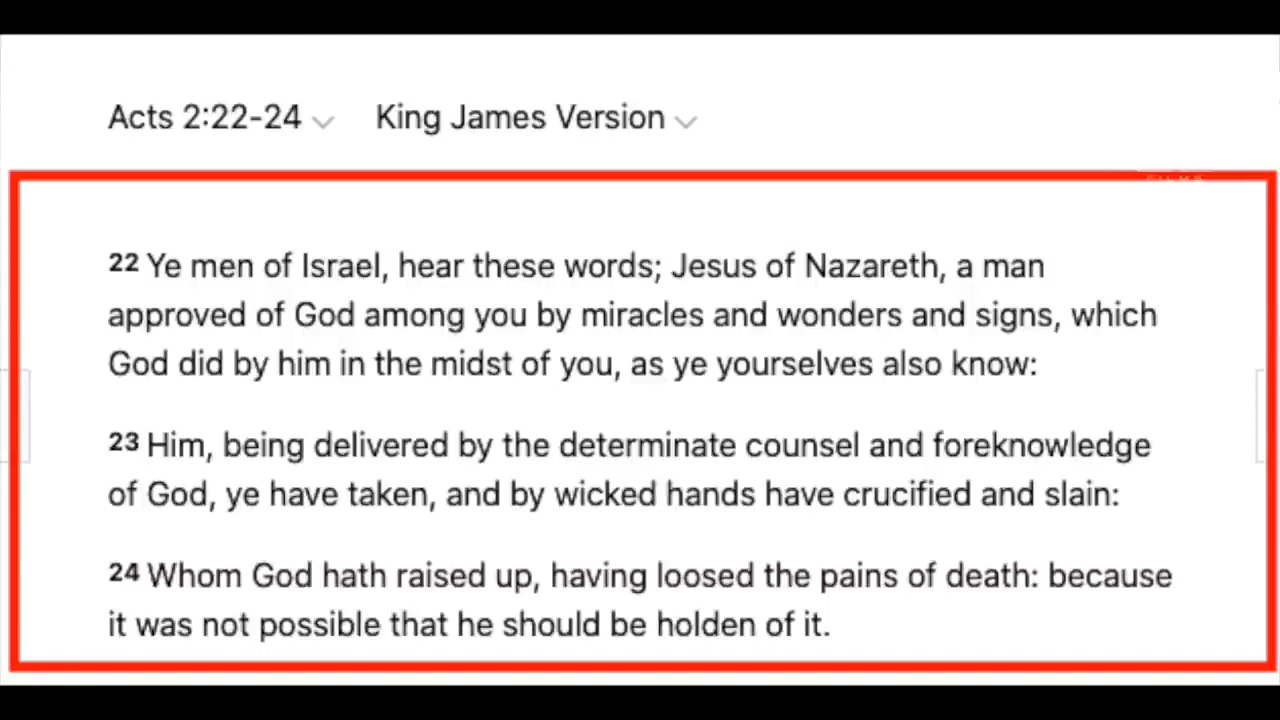 Acts 2:22-24 King James Version
FILMS
22 Ye men of Israel, hear these words; Jesus of Nazareth, a man
approved of God among you by miracles and wonders and signs, which
God did by him in the midst of you, as ye yourselves also know:
23 Him, being delivered by the determinate counsel and foreknowledge
of God, ye have taken, and by wicked hands have crucified and slain:
24 Whom God hath raised up, having loosed the pains of death: because
it was not possible that he should be holden of it.